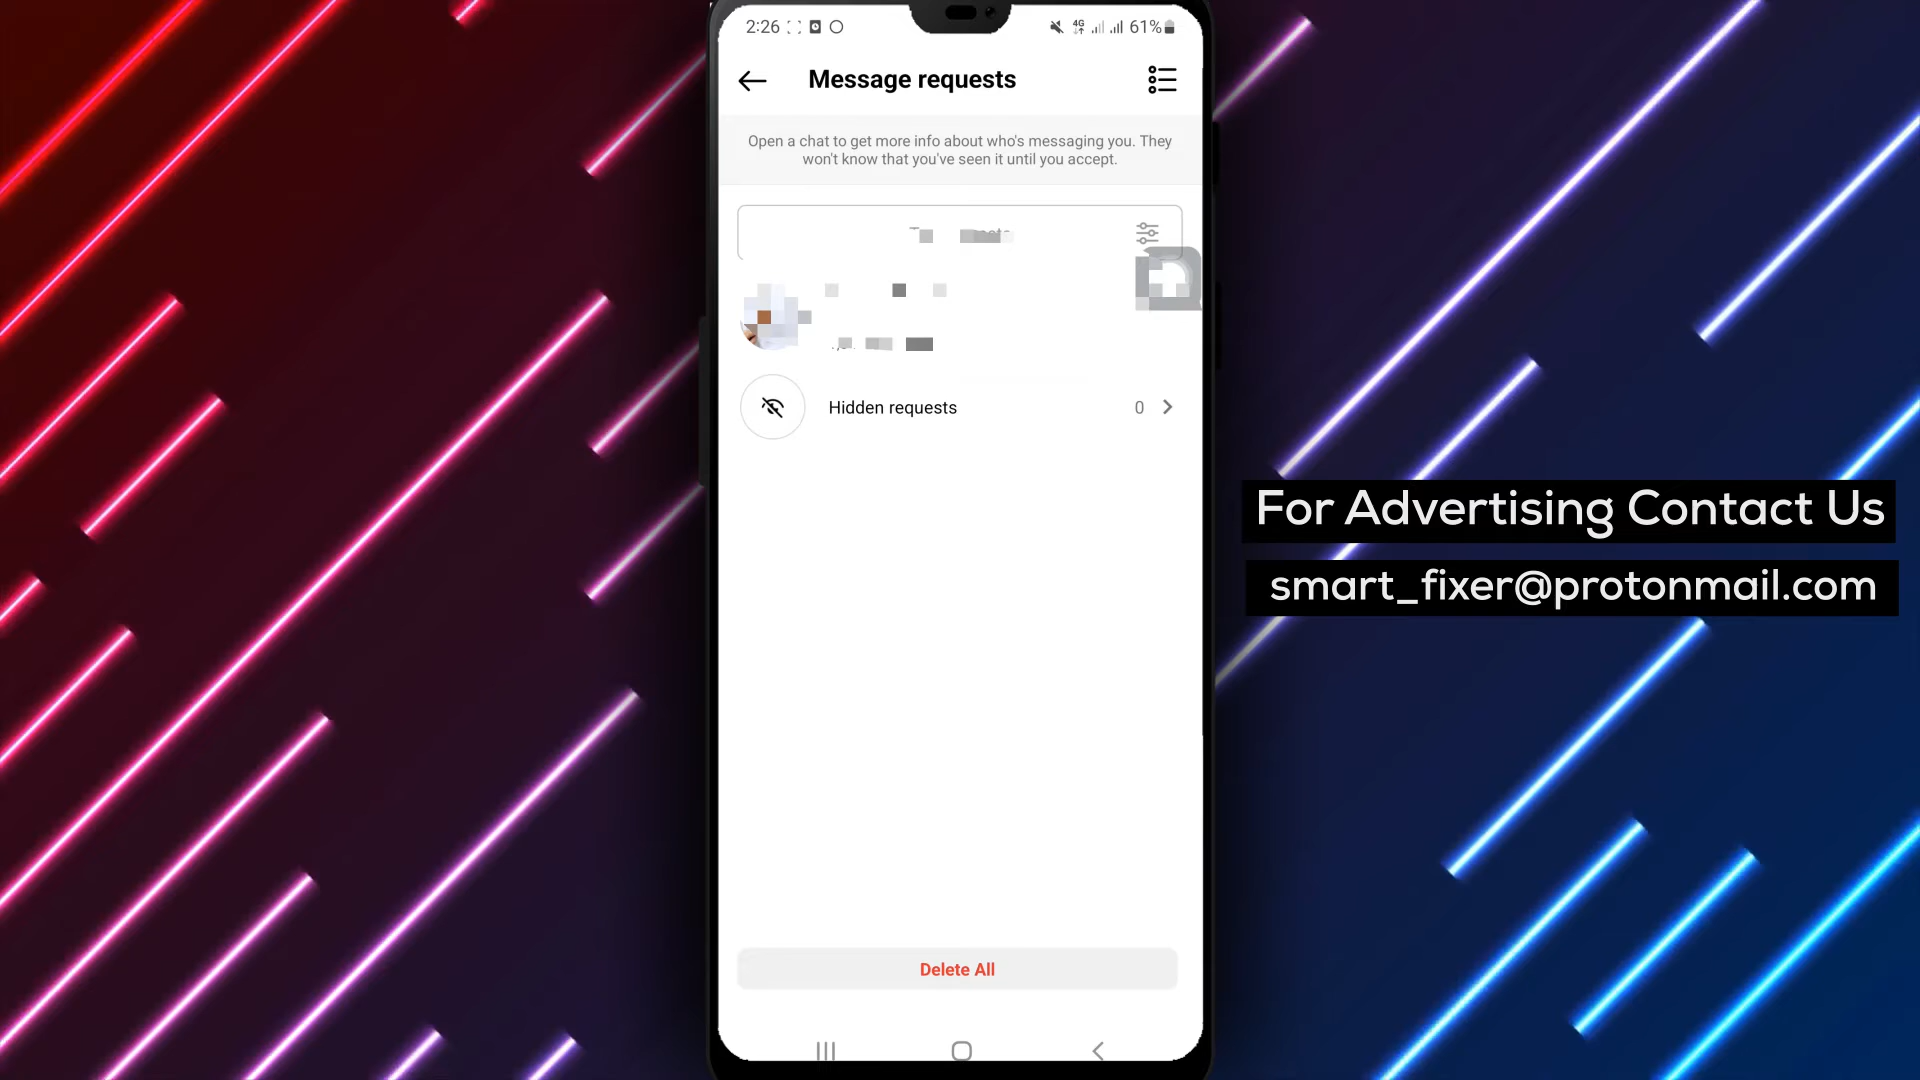 2:26
4G
61%
Message requests
Open a chat to get more info about who's messaging you. They
won't know that you've seen it until you accept.
Hidden requests
0
For Advertising Contact Us
smart_fixer@protonmail.com
Delete All